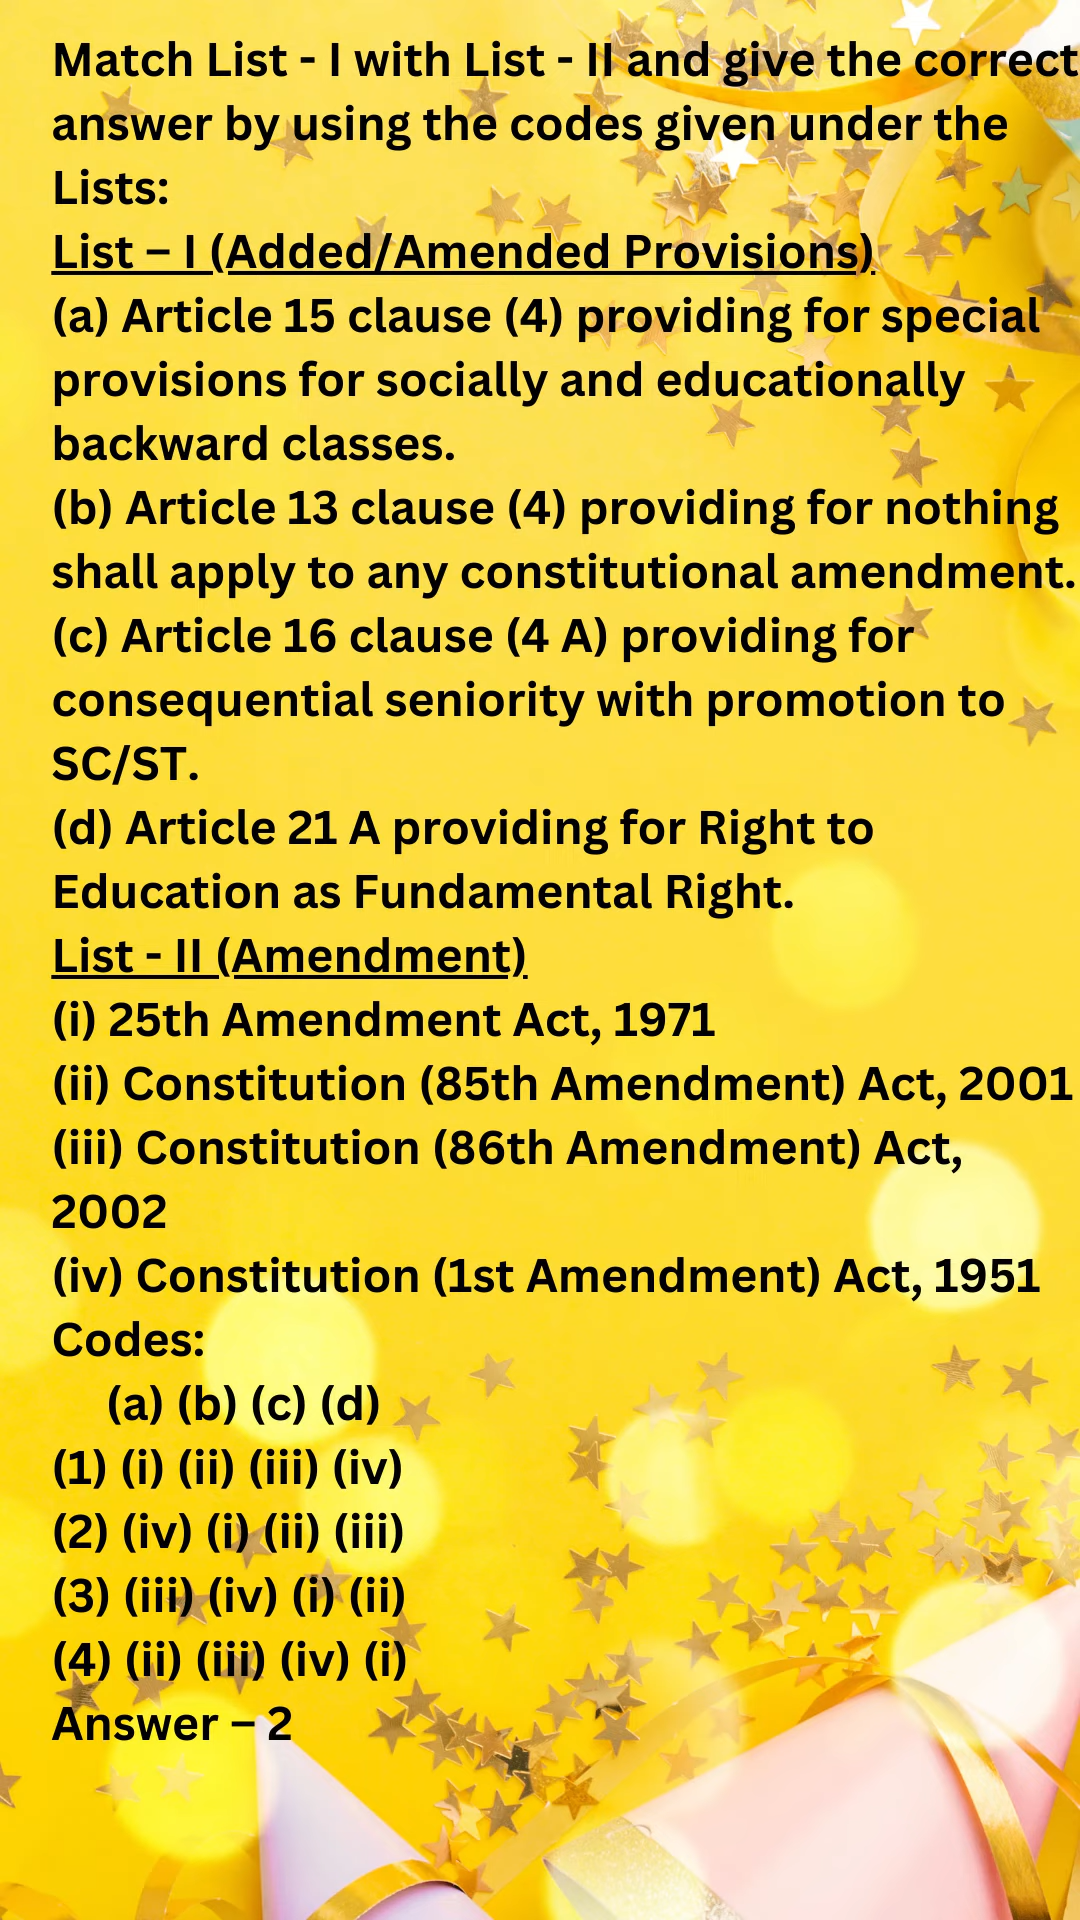 Match List - I with List - II and give the correct
answer by using the codes given under the
Lists:
List – I (Added/Amended Provisions)
(a) Article 15 clause (4) providing for special
provisions for socially and educationally
backward classes.
(b) Article 13 clause (4) providing for nothing
shall apply to any constitutional amendment.
(c) Article 16 clause (4 A) providing for
consequential seniority with promotion to
SC/ST.
(d) Article 21 A providing for Right to
Education as Fundamental Right.
List - II (Amendment)
(i) 25th Amendment Act, 1971
(ii) Constitution (85th Amendment) Act, 2001
(iii) Constitution (86th Amendment) Act,
2002
(iv) Constitution (1st Amendment) Act, 1951
Codes:
(a) (b) (c) (d)
(1) (i) (ii) (iii) (iv)
(2) (iv) (i) (ii) (iii)
(3) (iii) (iv) (i) (ii)
(4) (ii) (iii) (iv) (i)
Answer – 2